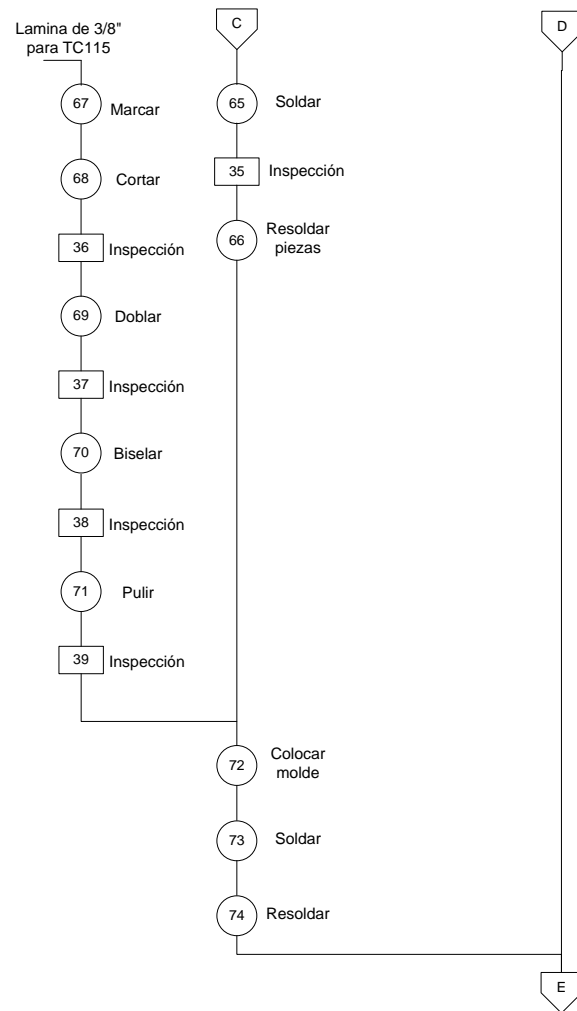 Lamina de 3/8"
para TC115
67
Marcar
68
Cortar
36
Inspección
69
Doblar
37
Inspección
70
Biselar
38
Inspección
71
Pulir
39
Inspección
C
65
Soldar
35
Inspección
66
Resoldar
piezas
72
Colocar
molde
73
Soldar
74
Resoldar
D
E